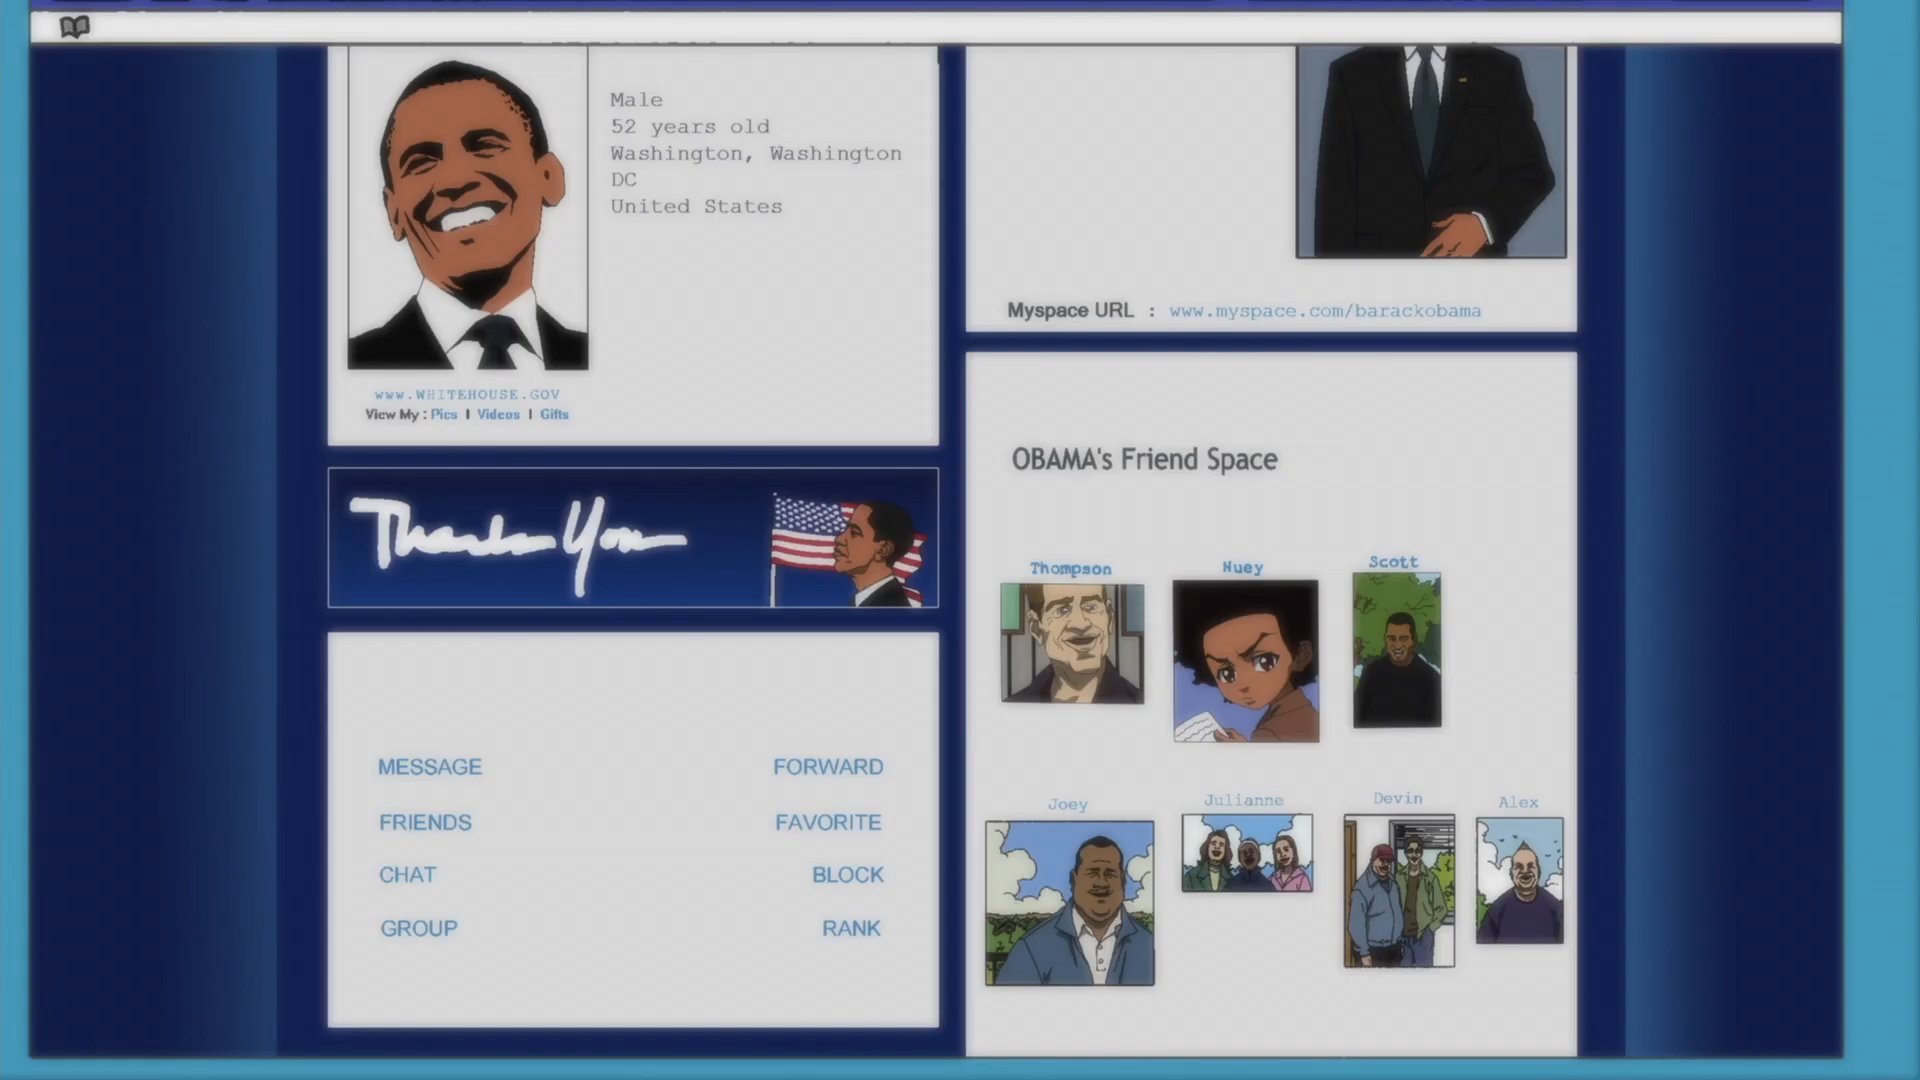 Male
52 years old
Washington, Washington
DC
United States
www.WHITEHOUSE.GOV
View My : Pics I Videos I Gifts
Thank You
MESSAGE
FORWARD
FRIENDS
FAVORITE
CHAT
BLOCK
GROUP
RANK
Myspace URL : www.myspace.com/barackobama
OBAMA's Friend Space
Thompson
Huey
Scott
Joey
Julianne
Devin
Alex